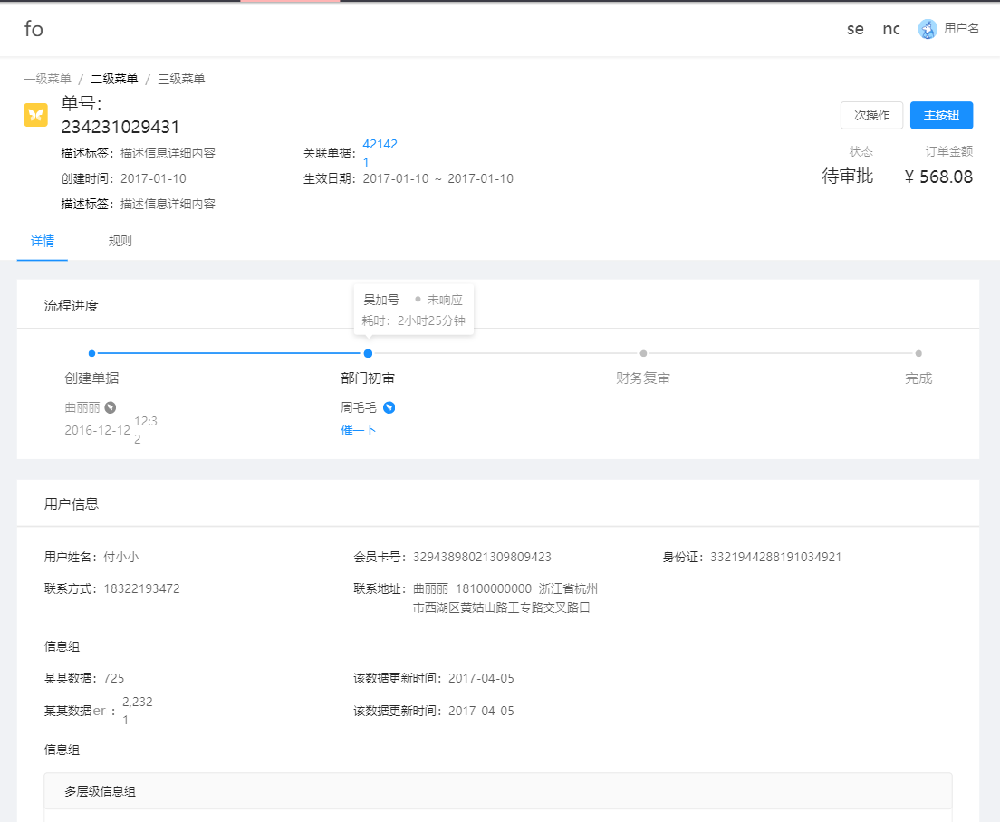 fo
se nc 用户名
一级菜单 / 二级菜单 / 三级菜单
单号：
234231029431
次操作 主按钮
描述标签：描述信息详细内容
关联单据：42142
1
状态 订单金额
待审批 ¥ 568.08
创建时间：2017-01-10
生效日期：2017-01-10 ~ 2017-01-10
描述标签：描述信息详细内容
详情 规则
流程进度
吴加号 未响应
耗时：2小时25分钟
创建单据 部门初审 财务复审 完成
曲丽丽 周毛毛
2016-12-12 12:3
2
催一下
用户信息
用户姓名：付小小 会员卡号：32943898021309809423 身份证：3321944288191034921
联系方式：18322193472 联系地址：曲丽丽 18100000000 浙江省杭州
市西湖区黄姑山路工专路交叉路口
信息组
某某数据：725 该数据更新时间：2017-04-05
某某数据er ：2,232
1
该数据更新时间：2017-04-05
信息组
多层级信息组